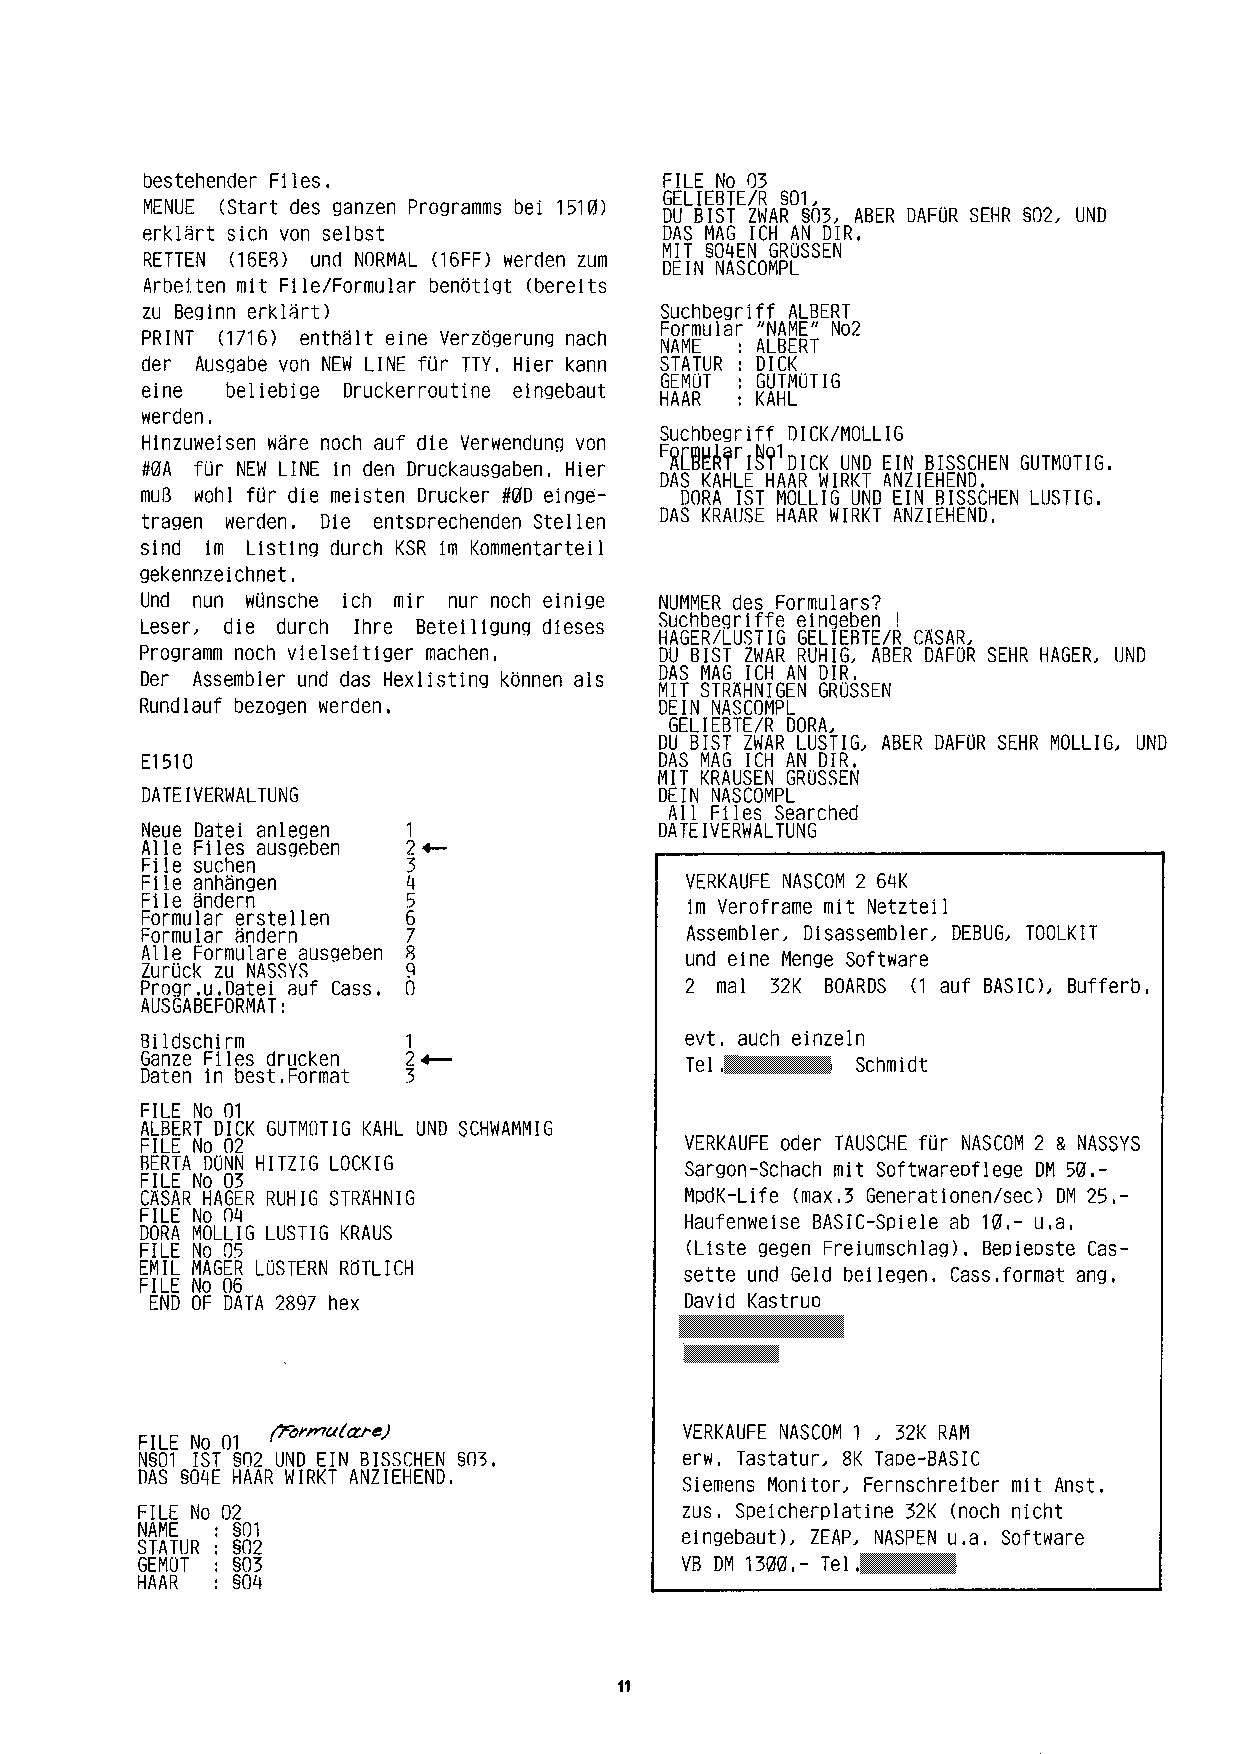 bestehender Files.
MENUE (Start des ganzen Programms bei 151Ø)
erklärt sich von selbst
RETTEN (16E8) und NORMAL (16FF) werden zum
Arbeiten mit File/Formular benötigt (bereits
zu Beginn erklärt)
PRINT (1716) enthält eine Verzögerung nach
der Ausgabe von NEW LINE für TTY. Hier kann
eine beliebige Druckerroutine eingebaut
werden.
Hinzuweisen wäre noch auf die Verwendung von
#ØA für NEW LINE in den Druckausgaben. Hier
muß wohl für die meisten Drucker #ØD einge-
tragen werden. Die entsprechenden Stellen
sind im Listing durch KSR im Kommentarteil
gekennzeichnet.
Und nun wünsche ich mir nur noch einige
Leser, die durch Ihre Beteiligung dieses
Programm noch vielseitiger machen.
Der Assembler und das Hexlisting können als
Rundlauf bezogen werden.
E1510
DATEIVERWALTUNG
Neue Datei anlegen 1
Alle Files ausgeben 2 ←
File suchen 3
File anhängen 4
File ändern 5
Formular erstellen 6
Formular ändern 7
Alle Formulare ausgeben 8
Zurück zu NASSYS 9
Progr.u.Datei auf Cass. 0
AUSGABEFORMAT:
Bildschirm 1
Ganze Files drucken 2 ←
Daten in best.Format 3
FILE No 01
ALBERT DICK GUTMÜTIG KAHL UND SCHWAMMIG
FILE No 02
BERTA DÜNN HITZIG LOCKIG
FILE No 03
CÄSAR HAGER RUHIG STRÄHNIG
FILE No 04
DORA MOLLIG LUSTIG KRAUS
FILE No 05
EMIL MAGER LÜSTERN RÖTLICH
FILE No 06
END OF DATA 2897 hex
(Formulare)
FILE No 01
N§01 IST §02 UND EIN BISSCHEN §03.
DAS §04E HAAR WIRKT ANZIEHEND.
FILE No 02
NAME : §01
STATUR : §02
GEMÜT : §03
HAAR : §04
FILE No 03
GELIEBTE/R §01,
DU BIST ZWAR §03, ABER DAFÜR SEHR §02, UND
DAS MAG ICH AN DIR.
MIT §04EN GRÜSSEN
DEIN NASCOMPL
Suchbegriff ALBERT
Formular "NAME" No2
NAME : ALBERT
STATUR : DICK
GEMÜT : GUTMÜTIG
HAAR : KAHL
Suchbegriff DICK/MOLLIG
Formular No1
ALBERT IST DICK UND EIN BISSCHEN GUTMÜTIG.
DAS KAHLE HAAR WIRKT ANZIEHEND.
DORA IST MOLLIG UND EIN BISSCHEN LUSTIG.
DAS KRAUSE HAAR WIRKT ANZIEHEND.
NUMMER des Formulars?
Suchbegriffe eingeben !
HAGER/LUSTIG GELIEBTE/R CÄSAR,
DU BIST ZWAR RUHIG, ABER DAFÜR SEHR HAGER, UND
DAS MAG ICH AN DIR.
MIT STRÄHNIGEN GRÜSSEN
DEIN NASCOMPL
GELIEBTE/R DORA,
DU BIST ZWAR LUSTIG, ABER DAFÜR SEHR MOLLIG, UND
DAS MAG ICH AN DIR.
MIT KRAUSEN GRÜSSEN
DEIN NASCOMPL
All Files Searched
DATEIVERWALTUNG
VERKAUFE NASCOM 2 64K
im Veroframe mit Netzteil
Assembler, Disassembler, DEBUG, TOOLKIT
und eine Menge Software
2 mal 32K BOARDS (1 auf BASIC), Bufferb.
evt. auch einzeln
Tel. Schmidt
VERKAUFE oder TAUSCHE für NASCOM 2 & NASSYS
Sargon-Schach mit Softwarepflege DM 5Ø.-
MpdK-Life (max.3 Generationen/sec) DM 25.-
Haufenweise BASIC-Spiele ab 1Ø.- u.a.
(Liste gegen Freiumschlag). Bepiepste Cas-
sette und Geld beilegen. Cass.format ang.
David Kastrup
VERKAUFE NASCOM 1 , 32K RAM
erw. Tastatur, 8K Tape-BASIC
Siemens Monitor, Fernschreiber mit Anst.
zus. Speicherplatine 32K (noch nicht
eingebaut), ZEAP, NASPEN u.a. Software
VB DM 13ØØ.- Tel.
11